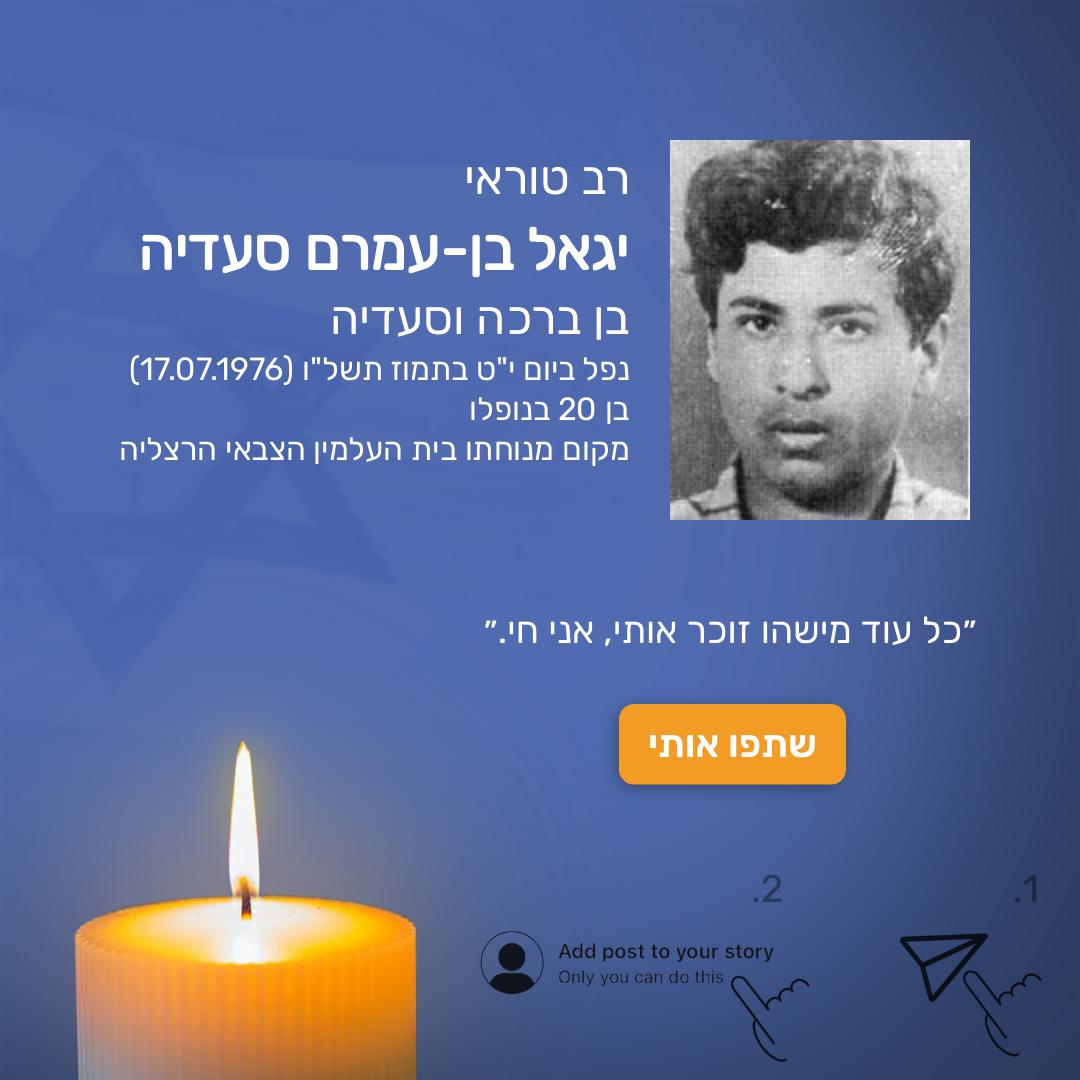 רב טוראי
יגאל בן-עמרם סעדיה
בן ברכה וסעדיה
נפל ביום י"ט בתמוז תשל"ו (17.07.1976)
בן 20 בנופלו
מקום מנוחתו בית העלמין הצבאי הרצליה
״כל עוד מישהו זוכר אותי, אני חי.״
שתפו אותי
1.
2.
Add post to your story
Only you can do this